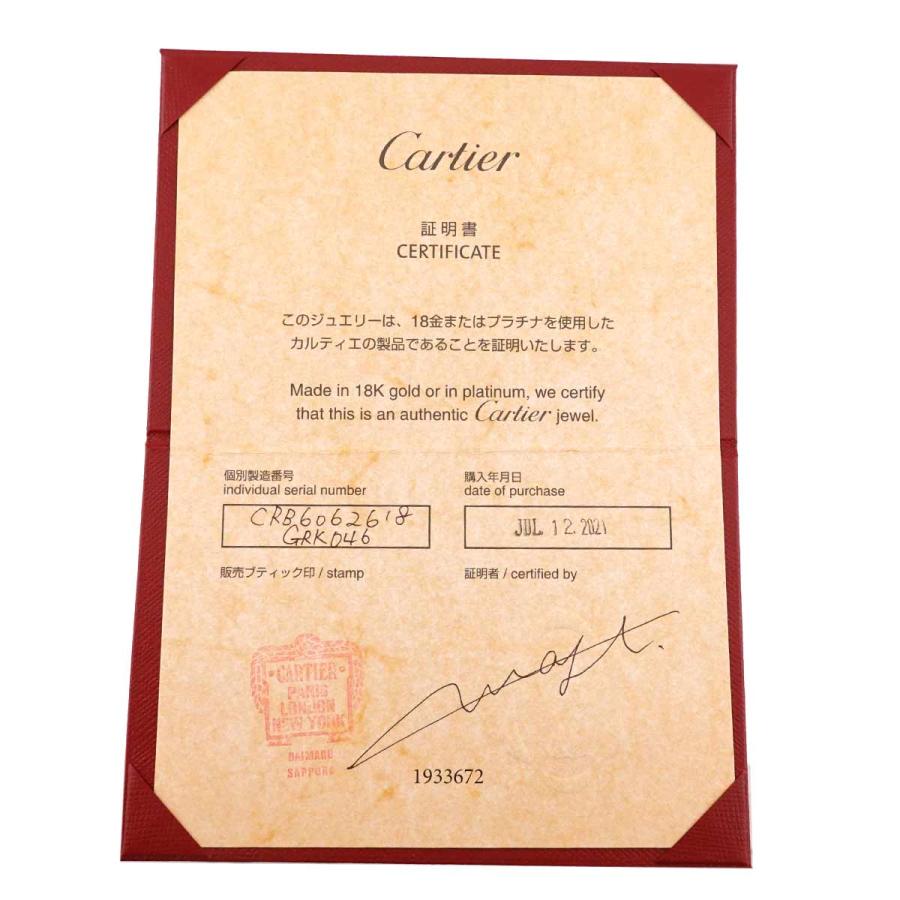 Cartier
証明書
CERTIFICATE
このジュエリーは、18金またはプラチナを使用した
カルティエの製品であることを証明いたします。
Made in 18K gold or in platinum, we certify
that this is an authentic Cartier jewel.
個別製造番号
individual serial number
CRB6062618
GRK046
購入年月日
date of purchase
JUL 12. 2021
販売ブティック印 / stamp
証明者 / certified by
CARTIER
PARIS
LONDON
NEW YORK
DAIMARU
SAPPORO
1933672